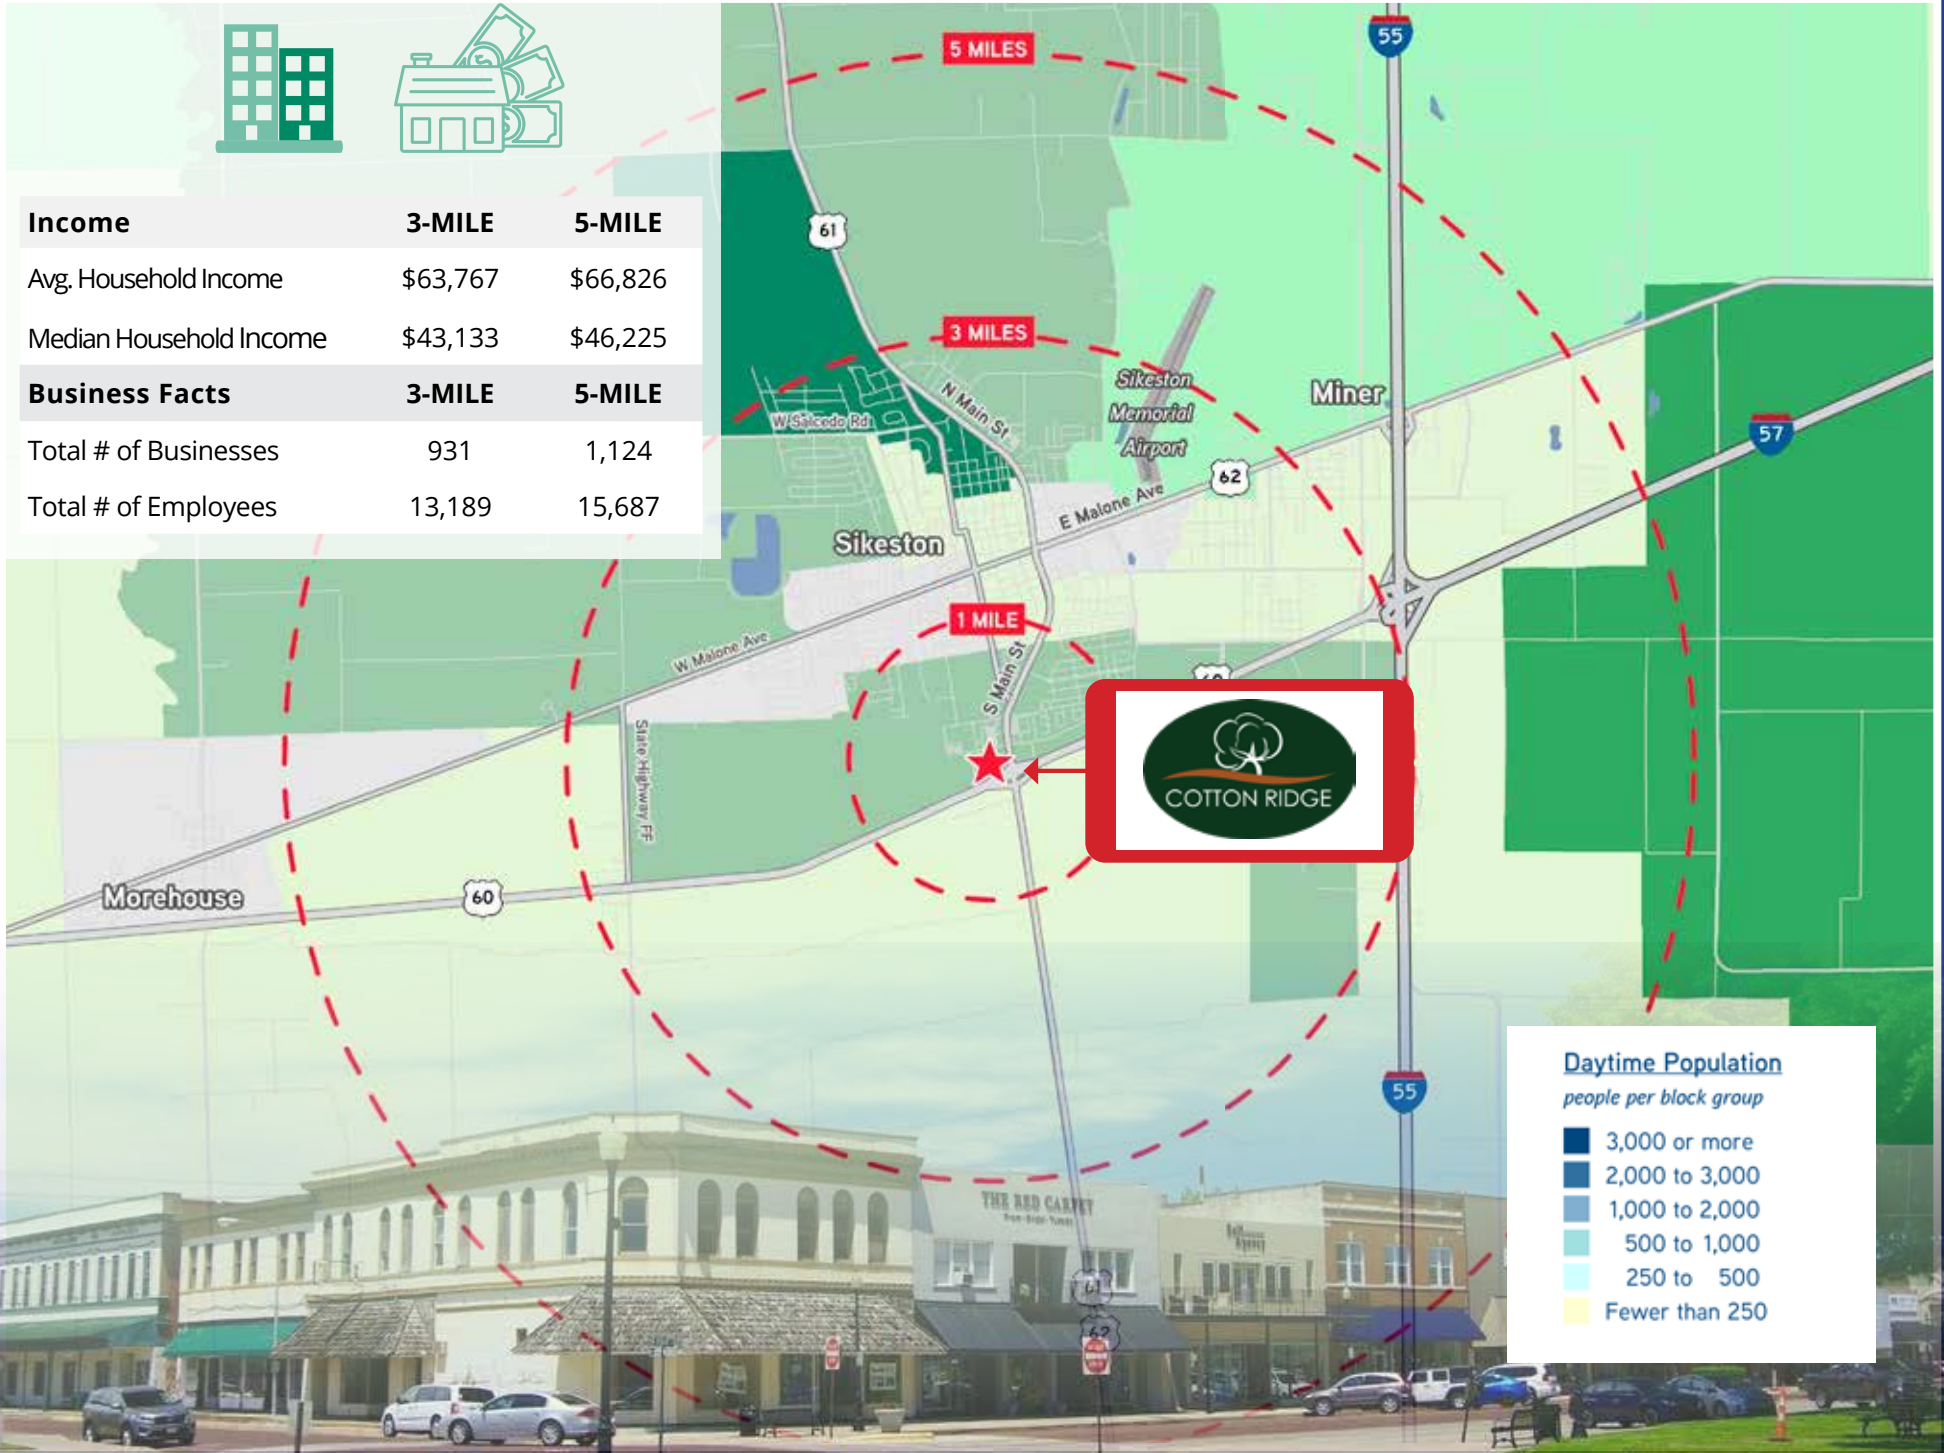 Income 3-MILE 5-MILE
Avg. Household Income $63,767 $66,826
Median Household Income $43,133 $46,225
Business Facts 3-MILE 5-MILE
Total # of Businesses 931 1,124
Total # of Employees 13,189 15,687
5 MILES
55
61
3 MILES
Sikeston
Memorial
Airport
Miner
N Main St
W Salcedo Rd
57
62
E Malone Ave
Sikeston
1 MILE
W Malone Ave
S Main St
60
State Highway FF
COTTON RIDGE
Morehouse
60
55
Daytime Population
people per block group
3,000 or more
2,000 to 3,000
1,000 to 2,000
500 to 1,000
250 to 500
Fewer than 250
THE RED CARPET
61
62